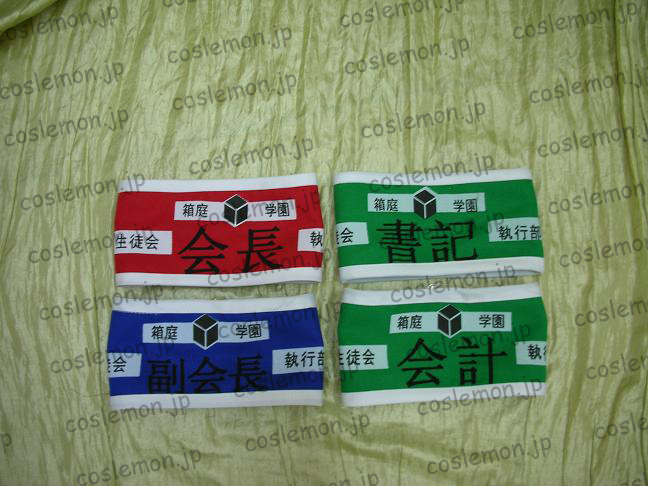 箱庭 学園
生徒会 会長 執
箱庭 学園
徒会 書記 執行部
箱庭 学園
徒会 副会長 執行部
箱庭 学園
生徒会 会計 執
coslemon.jp